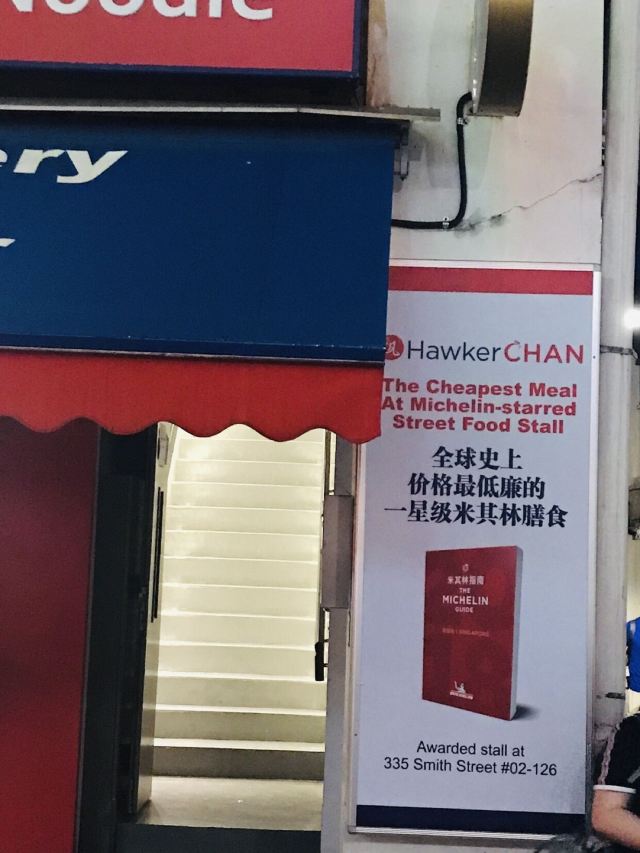 Noodle
ery
HawkerCHAN
The Cheapest Meal
At Michelin-starred
Street Food Stall
全球史上
价格最低廉的
一星级米其林膳食
米其林指南
THE
MICHELIN
GUIDE
SINGAPORE
Awarded stall at
335 Smith Street #02-126